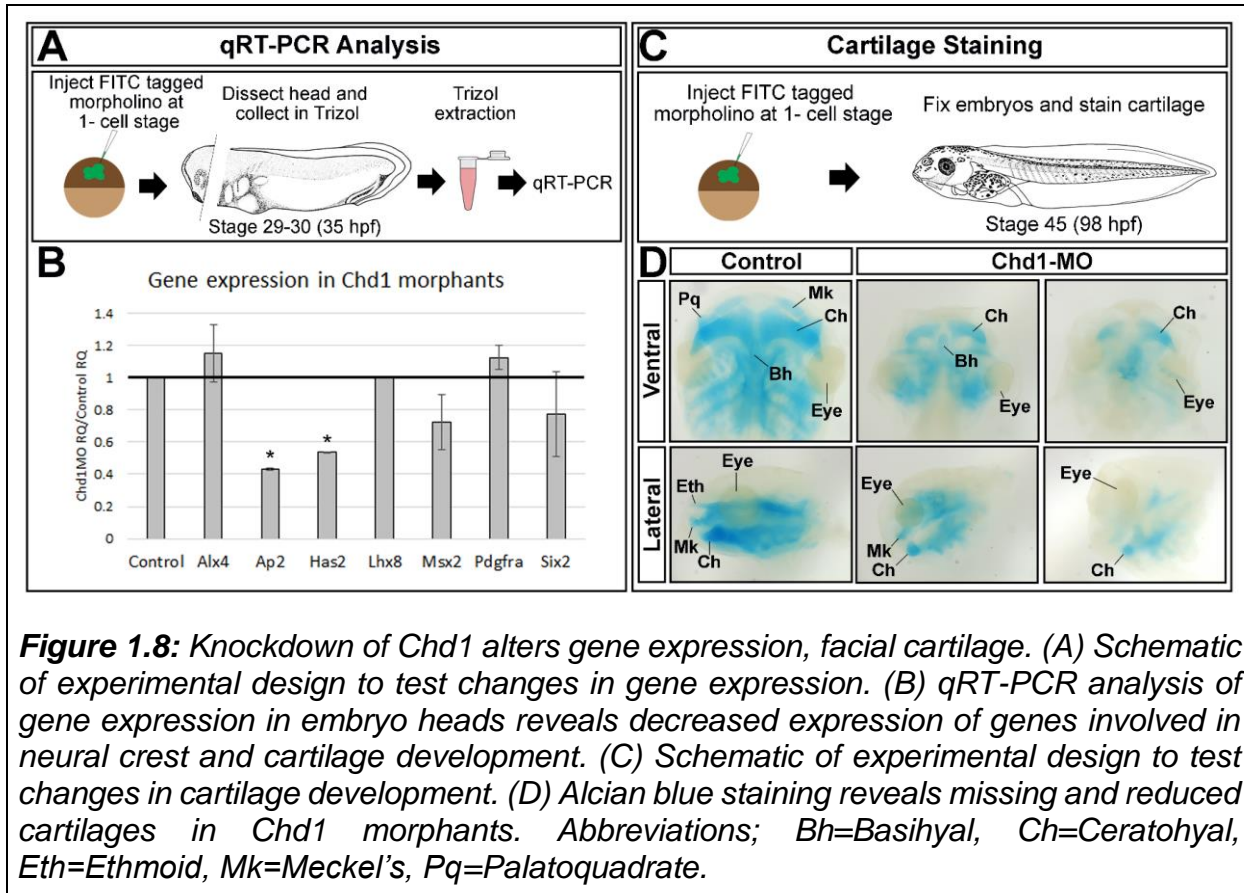 A
qRT-PCR Analysis
Inject FITC tagged
morpholino at
1- cell stage
Dissect head and
collect in Trizol
Trizol
extraction
qRT-PCR
Stage 29-30 (35 hpf)
B
Gene expression in Chd1 morphants
Chd1MO RQ/Control RQ
1.4
1.2
1
0.8
0.6
0.4
0.2
0
* *
Control Alx4 Ap2 Has2 Lhx8 Msx2 Pdgfra Six2
C
Cartilage Staining
Inject FITC tagged
morpholino at 1- cell stage
Fix embryos and stain cartilage
Stage 45 (98 hpf)
D
Control Chd1-MO
Ventral
Pq Mk Ch Bh Eye
Ch Bh Eye
Ch Eye
Lateral
Eye Eth Mk Ch
Eye Mk Ch
Eye Ch
Figure 1.8: Knockdown of Chd1 alters gene expression, facial cartilage. (A) Schematic
of experimental design to test changes in gene expression. (B) qRT-PCR analysis of
gene expression in embryo heads reveals decreased expression of genes involved in
neural crest and cartilage development. (C) Schematic of experimental design to test
changes in cartilage development. (D) Alcian blue staining reveals missing and reduced
cartilages in Chd1 morphants. Abbreviations; Bh=Basihyal, Ch=Ceratohyal,
Eth=Ethmoid, Mk=Meckel’s, Pq=Palatoquadrate.